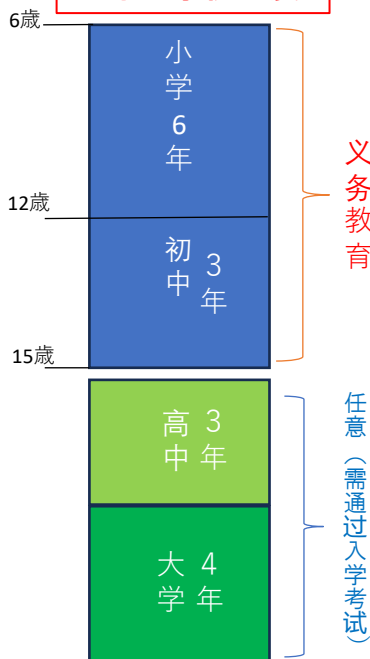 6歳
小学6年
12歳
初中3年
15歳
义务教育
高中3年
大学4年
任意（需通过入学考试）